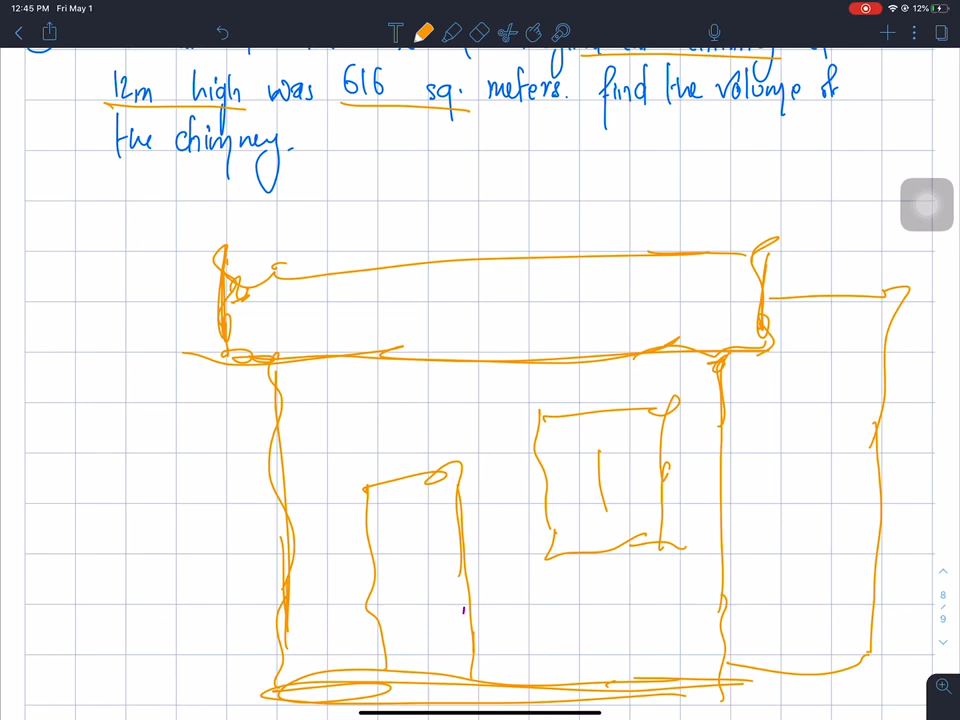 12:45 PM Fri May 1
12%
T
12m high was 616 sq. meters. find the volume of
the chimney.
8
9